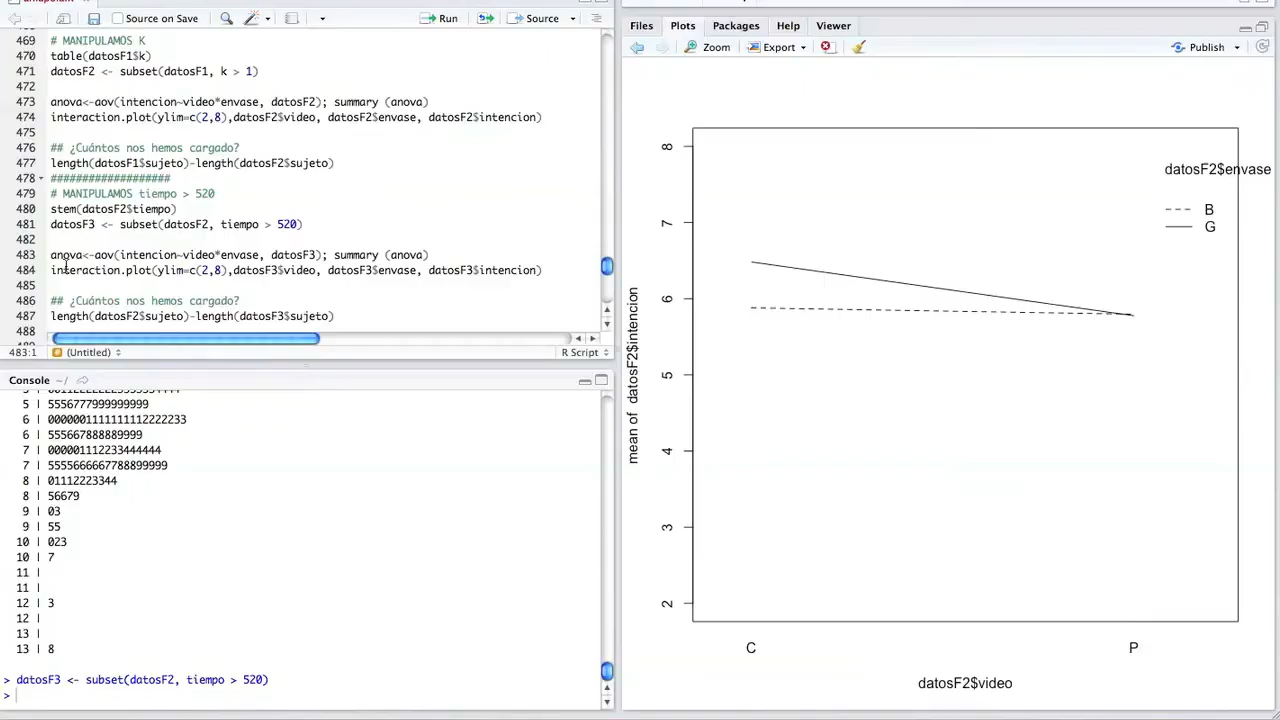 Source on Save
Run
Source
469 # MANIPULAMOS K
470 table(datosF1$k)
471 datosF2 <- subset(datosF1, k > 1)
472
473 anova<-aov(intencion~video*envase, datosF2); summary (anova)
474 interaction.plot(ylim=c(2,8),datosF2$video, datosF2$envase, datosF2$intencion)
475
476 ## ¿Cuántos nos hemos cargado?
477 length(datosF1$sujeto)-length(datosF2$sujeto)
478 ###################
479 # MANIPULAMOS tiempo > 520
480 stem(datosF2$tiempo)
481 datosF3 <- subset(datosF2, tiempo > 520)
482
483 anova<-aov(intencion~video*envase, datosF3); summary (anova)
484 interaction.plot(ylim=c(2,8),datosF3$video, datosF3$envase, datosF3$intencion)
485
486 ## ¿Cuántos nos hemos cargado?
487 length(datosF2$sujeto)-length(datosF3$sujeto)
488
483:1 (Untitled) R Script
Console ~/
5 | 5556777999999999
6 | 0000001111111112222233
6 | 555667888889999
7 | 000001112233444444
7 | 5555666667788899999
8 | 01112223344
8 | 56679
9 | 03
9 | 55
10 | 023
10 | 7
11 |
11 |
12 | 3
12 |
13 |
13 | 8
> datosF3 <- subset(datosF2, tiempo > 520)
>
Files Plots Packages Help Viewer
Zoom Export Publish
datosF2$envase
B
G
8
7
6
5
4
3
2
mean of datosF2$intencion
C P
datosF2$video